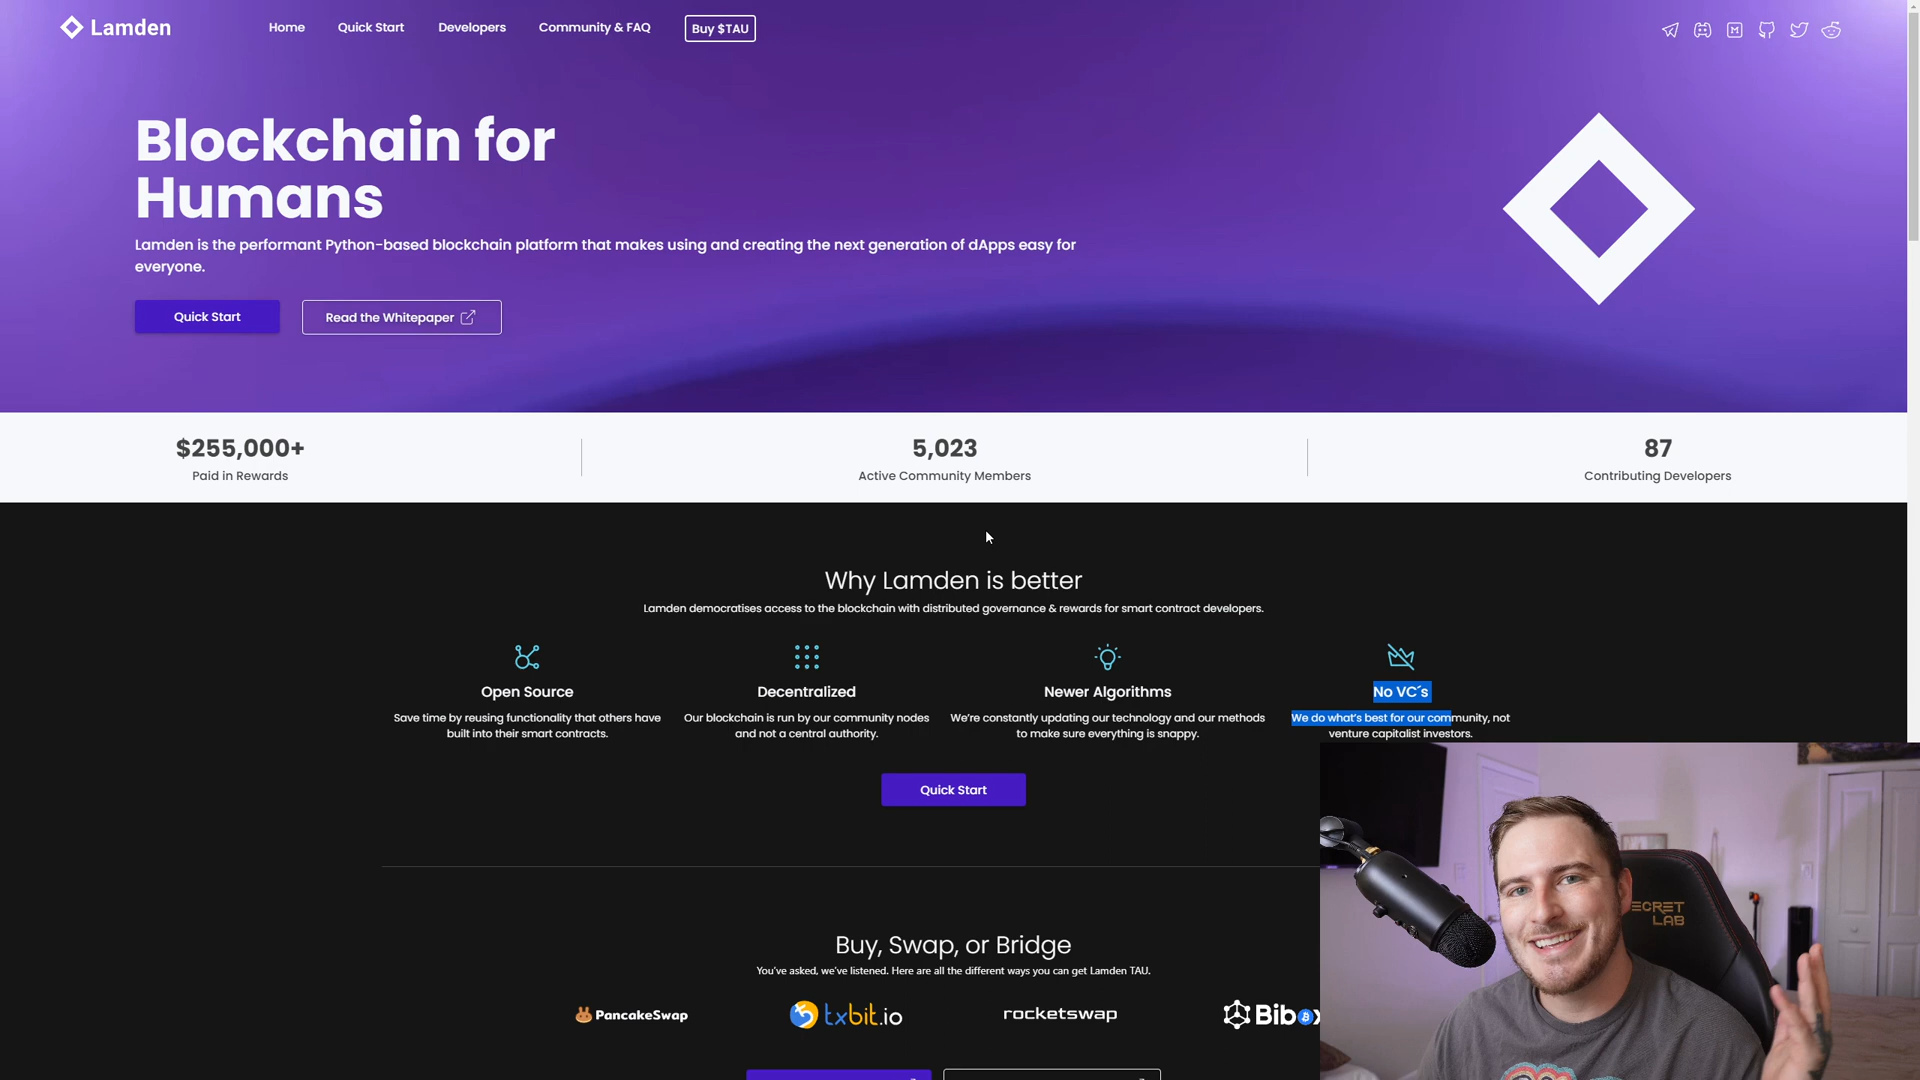 Lamden
Home
Quick Start
Developers
Community & FAQ
Buy $TAU
Blockchain for
Humans
Lamden is the performant Python-based blockchain platform that makes using and creating the next generation of dApps easy for
everyone.
Quick Start
Read the Whitepaper
$255,000+
Paid in Rewards
5,023
Active Community Members
87
Contributing Developers
Why Lamden is better
Lamden democratises access to the blockchain with distributed governance & rewards for smart contract developers.
Open Source
Save time by reusing functionality that others have
built into their smart contracts.
Decentralized
Our blockchain is run by our community nodes
and not a central authority.
Newer Algorithms
We're constantly updating our technology and our methods
to make sure everything is snappy.
No VC´s
We do what's best for our community, not
venture capitalist investors.
Quick Start
Buy, Swap, or Bridge
You've asked, we've listened. Here are all the different ways you can get Lamden TAU.
PancakeSwap
txbit.io
rocketswap